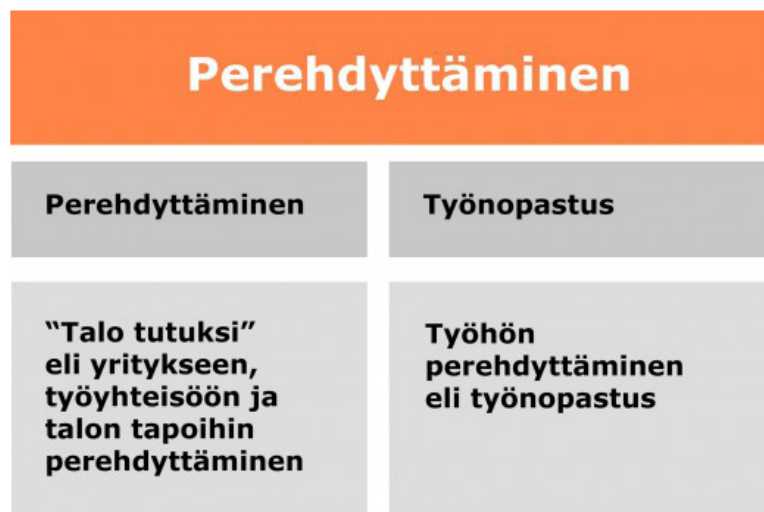 Perehdyttäminen
Perehdyttäminen
Työnopastus
“Talo tutuksi”
eli yritykseen,
työyhteisöön ja
talon tapoihin
perehdyttäminen
Työhön
perehdyttäminen
eli työnopastus